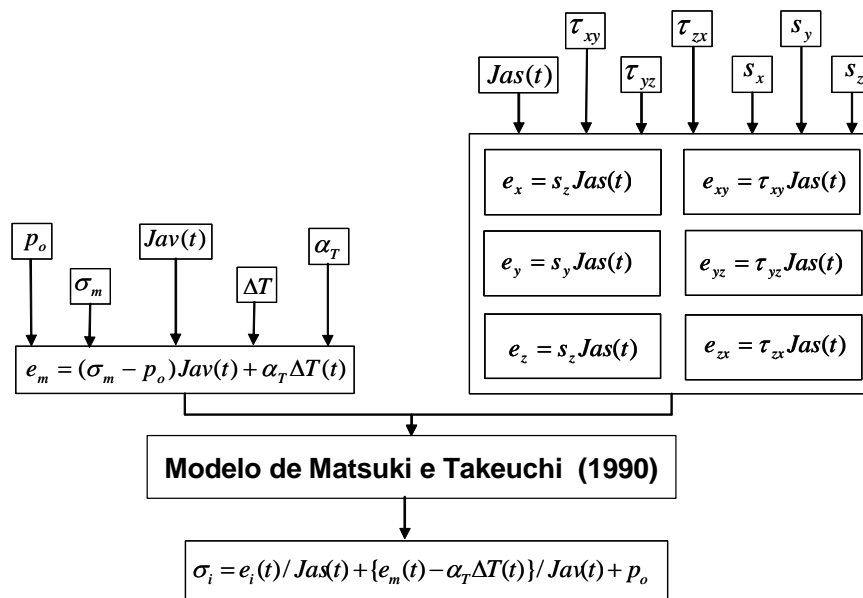 τ_xy τ_zx s_y
Jas(t) τ_yz s_x s_z
e_x = s_z Jas(t) e_xy = τ_xy Jas(t)
p_o Jav(t) α_T
e_y = s_y Jas(t) e_yz = τ_yz Jas(t)
σ_m ΔT
e_z = s_z Jas(t) e_zx = τ_zx Jas(t)
e_m = (σ_m − p_o)Jav(t) + α_T ΔT(t)
Modelo de Matsuki e Takeuchi (1990)
σ_i = e_i(t) / Jas(t) + {e_m(t) − α_T ΔT(t)} / Jav(t) + p_o